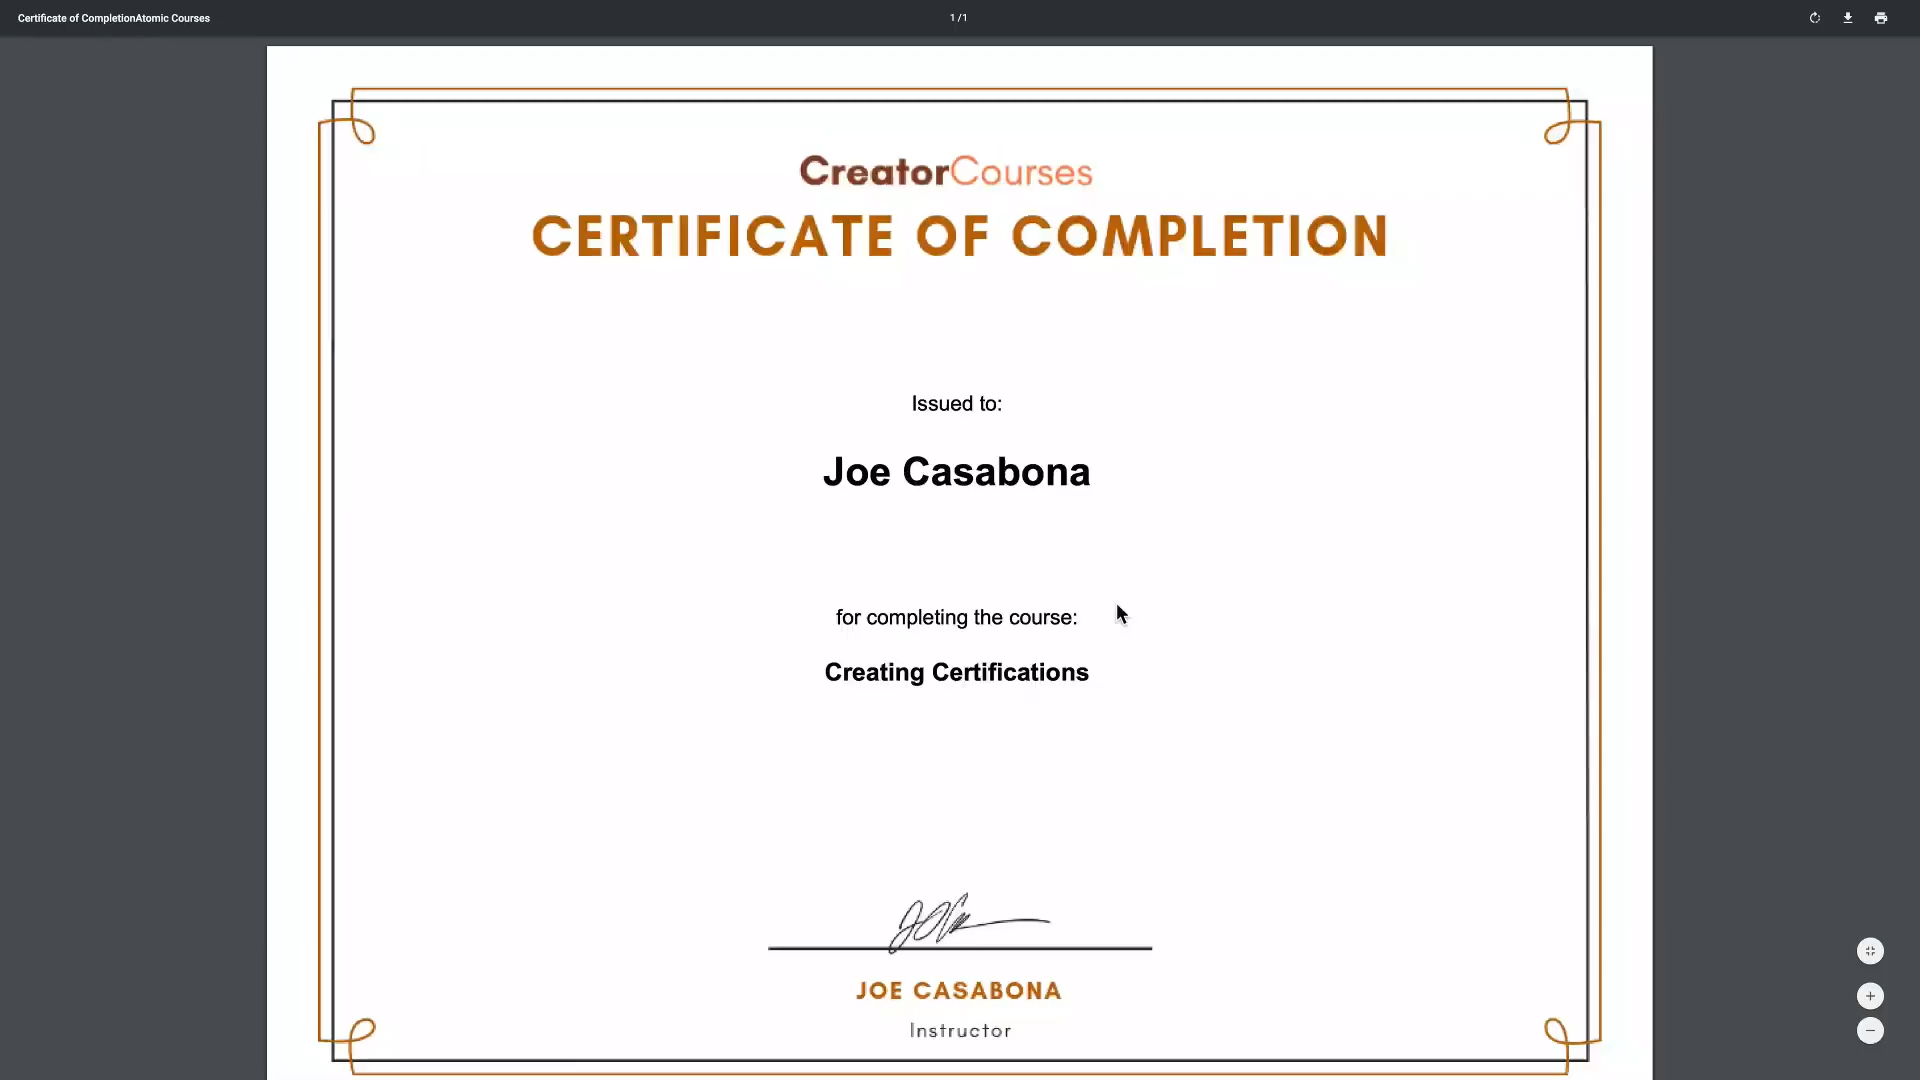 Certificate of CompletionAtomic Courses
1 / 1
CreatorCourses
CERTIFICATE OF COMPLETION
Issued to:
Joe Casabona
for completing the course:
Creating Certifications
JOE CASABONA
Instructor